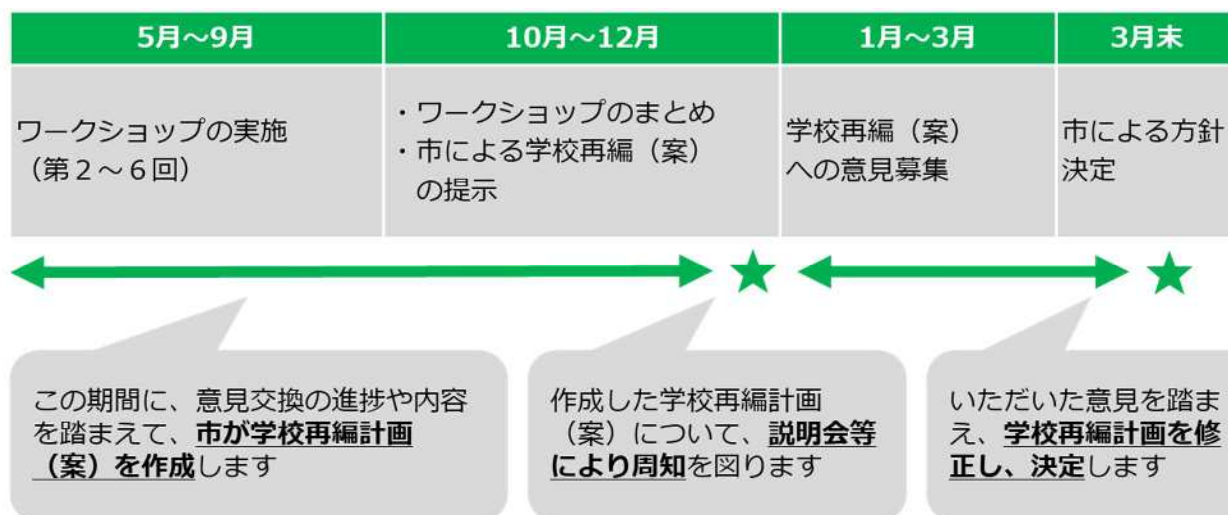 5月～9月
10月～12月
1月～3月
3月末
ワークショップの実施
（第２～６回）
・ワークショップのまとめ
・市による学校再編（案）
の提示
学校再編（案）
への意見募集
市による方針
決定
この期間に、意見交換の進捗や内容
を踏まえて、市が学校再編計画
（案）を作成します
作成した学校再編計画
（案）について、説明会等
により周知を図ります
いただいた意見を踏ま
え、学校再編計画を修
正し、決定します